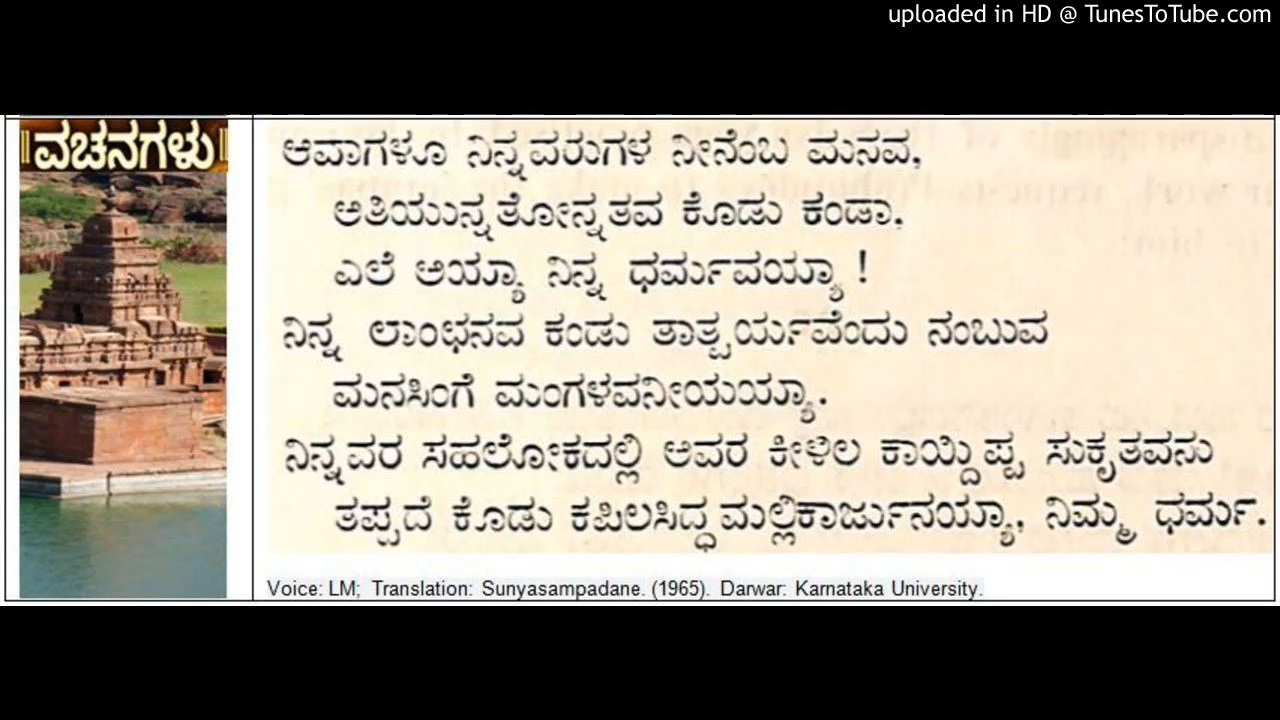 uploaded in HD @ TunesToTube.com
॥ವಚನಗಳು॥
ಆವಾಗಳೂ ನಿನ್ನವರುಗಳ ನೀನೆಂಬ ಮನವ,
ಅತಿಯುನ್ನತೋನ್ನತವ ಕೊಡು ಕಂಡಾ.
ಎಲೆ ಅಯ್ಯಾ ನಿನ್ನ ಧರ್ಮವಯ್ಯಾ !
ನಿನ್ನ ಲಾಂಛನವ ಕಂಡು ತಾತ್ಪರ್ಯವೆಂದು ನಂಬುವ
ಮನಸಿಂಗೆ ಮಂಗಳವನೀಯಯ್ಯಾ.
ನಿನ್ನವರ ಸಹಲೋಕದಲ್ಲಿ ಅವರ ಕೀಳಿಲ ಕಾಯ್ದಿಪ್ಪ ಸುಕೃತವನು
ತಪ್ಪದೆ ಕೊಡು ಕಪಿಲಸಿದ್ಧಮಲ್ಲಿಕಾರ್ಜುನಯ್ಯಾ, ನಿಮ್ಮ ಧರ್ಮ.
Voice: LM; Translation: Sunyasampadane. (1965). Darwar: Karnataka University.